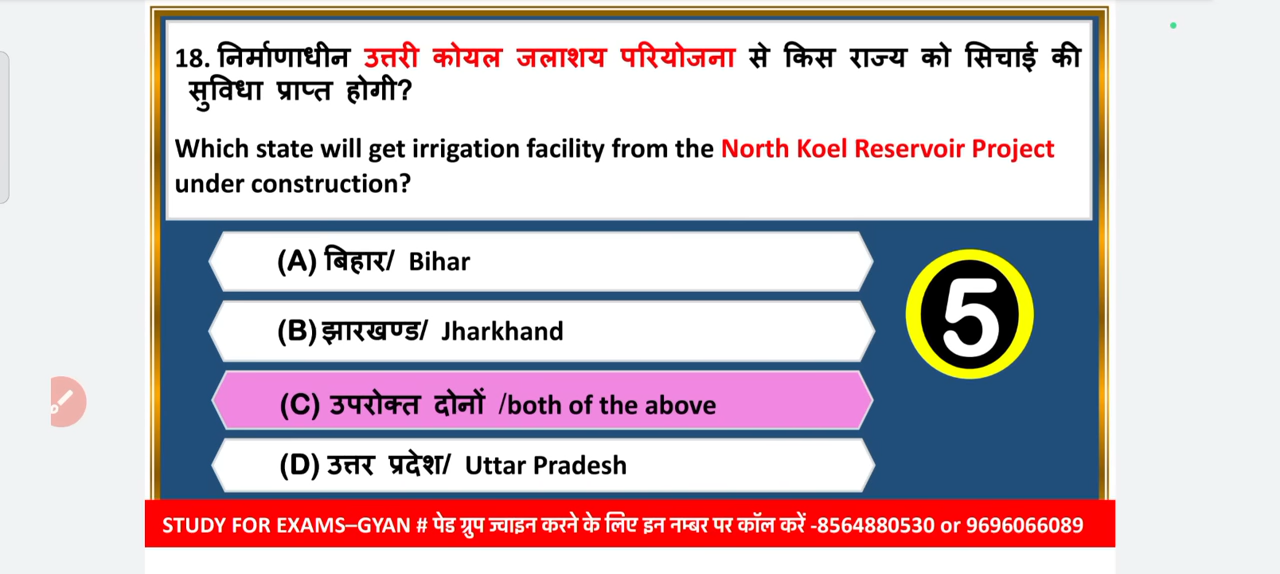 18. निर्माणाधीन उत्तरी कोयल जलाशय परियोजना से किस राज्य को सिचाई की
सुविधा प्राप्त होगी?
Which state will get irrigation facility from the North Koel Reservoir Project
under construction?
(A) बिहार/ Bihar
(B) झारखण्ड/ Jharkhand
5
(C) उपरोक्त दोनों /both of the above
(D) उत्तर प्रदेश/ Uttar Pradesh
STUDY FOR EXAMS–GYAN # पेड ग्रुप ज्वाइन करने के लिए इन नम्बर पर कॉल करें -8564880530 or 9696066089